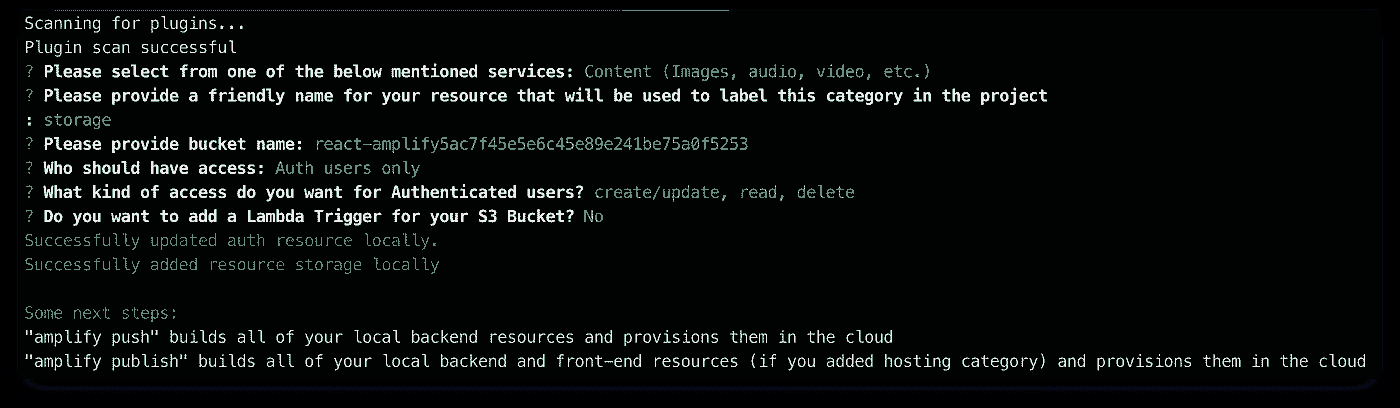 Scanning for plugins...
Plugin scan successful
? Please select from one of the below mentioned services: Content (Images, audio, video, etc.)
? Please provide a friendly name for your resource that will be used to label this category in the project
: storage
? Please provide bucket name: react-amplify5ac7f45e5e6c45e89e241be75a0f5253
? Who should have access: Auth users only
? What kind of access do you want for Authenticated users? create/update, read, delete
? Do you want to add a Lambda Trigger for your S3 Bucket? No
Successfully updated auth resource locally.
Successfully added resource storage locally
Some next steps:
"amplify push" builds all of your local backend resources and provisions them in the cloud
"amplify publish" builds all of your local backend and front-end resources (if you added hosting category) and provisions them in the cloud